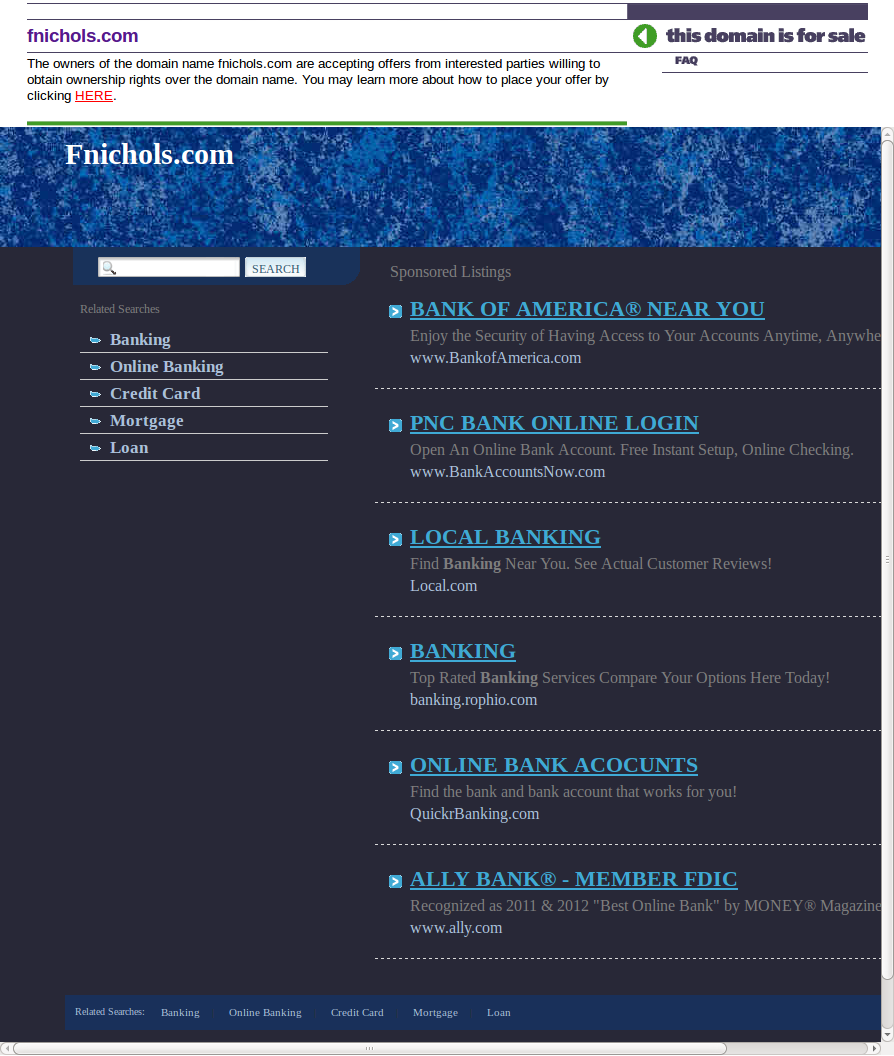 fnichols.com
this domain is for sale
The owners of the domain name fnichols.com are accepting offers from interested parties willing to
obtain ownership rights over the domain name. You may learn more about how to place your offer by
clicking HERE.
FAQ
Fnichols.com
SEARCH
Related Searches
Banking
Online Banking
Credit Card
Mortgage
Loan
Sponsored Listings
BANK OF AMERICA® NEAR YOU
Enjoy the Security of Having Access to Your Accounts Anytime, Anywhe
www.BankofAmerica.com
PNC BANK ONLINE LOGIN
Open An Online Bank Account. Free Instant Setup, Online Checking.
www.BankAccountsNow.com
LOCAL BANKING
Find Banking Near You. See Actual Customer Reviews!
Local.com
BANKING
Top Rated Banking Services Compare Your Options Here Today!
banking.rophio.com
ONLINE BANK ACOCUNTS
Find the bank and bank account that works for you!
QuickrBanking.com
ALLY BANK® - MEMBER FDIC
Recognized as 2011 & 2012 "Best Online Bank" by MONEY® Magazine
www.ally.com
Related Searches: Banking Online Banking Credit Card Mortgage Loan